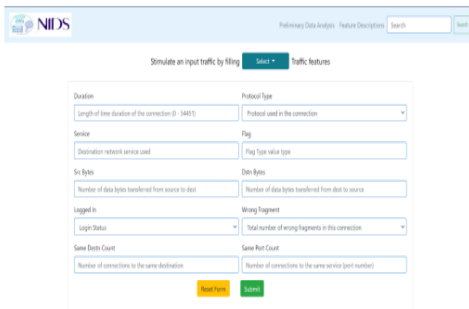 NIDS
Preliminary Data Analysis Feature Descriptions Search
Stimulate an input traffic by filling Select Traffic features
Duration Protocol Type
Length of time duration of the connection (0 - 54451) Protocol used in the connection
Service Flag
Destination network service used Flag Type value type
Src Bytes Dstn Bytes
Number of data bytes transferred from source to dest Number of data bytes transferred from dest to source
Logged In Wrong Fragment
Login Status Total number of wrong fragments in this connection
Same Destn Count Same Port Count
Number of connections to the same destination Number of connections to the same service (port number)
Reset Form Submit